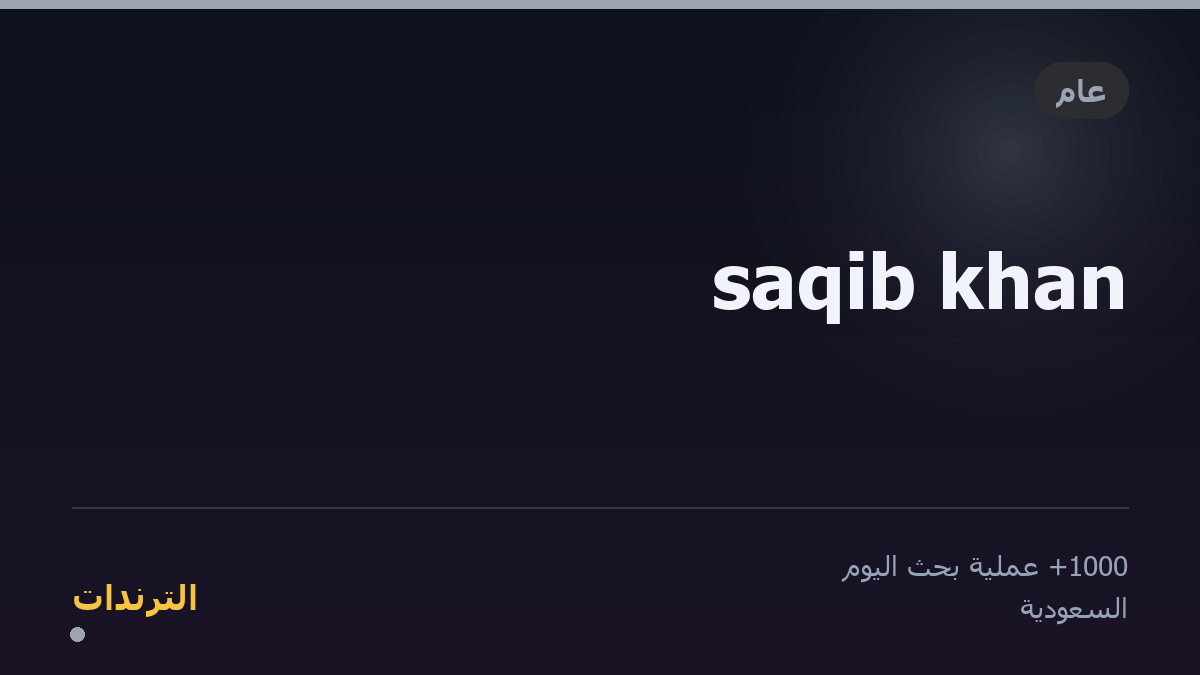 عام
saqib khan
+1000 عملية بحث اليوم
السعودية
الترندات